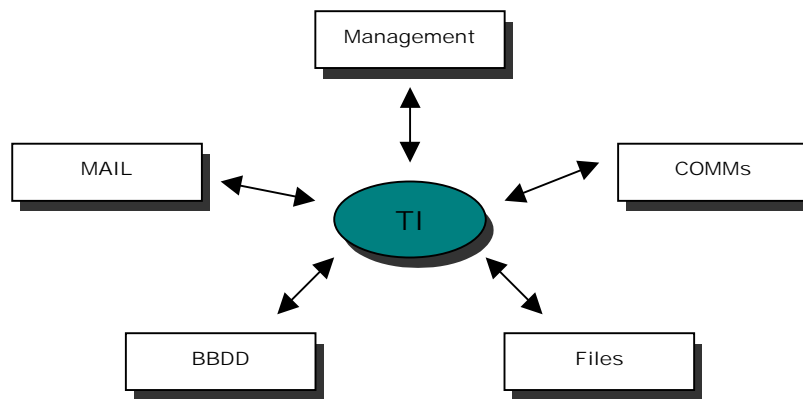 Management
MAIL
COMMs
TI
BBDD
Files